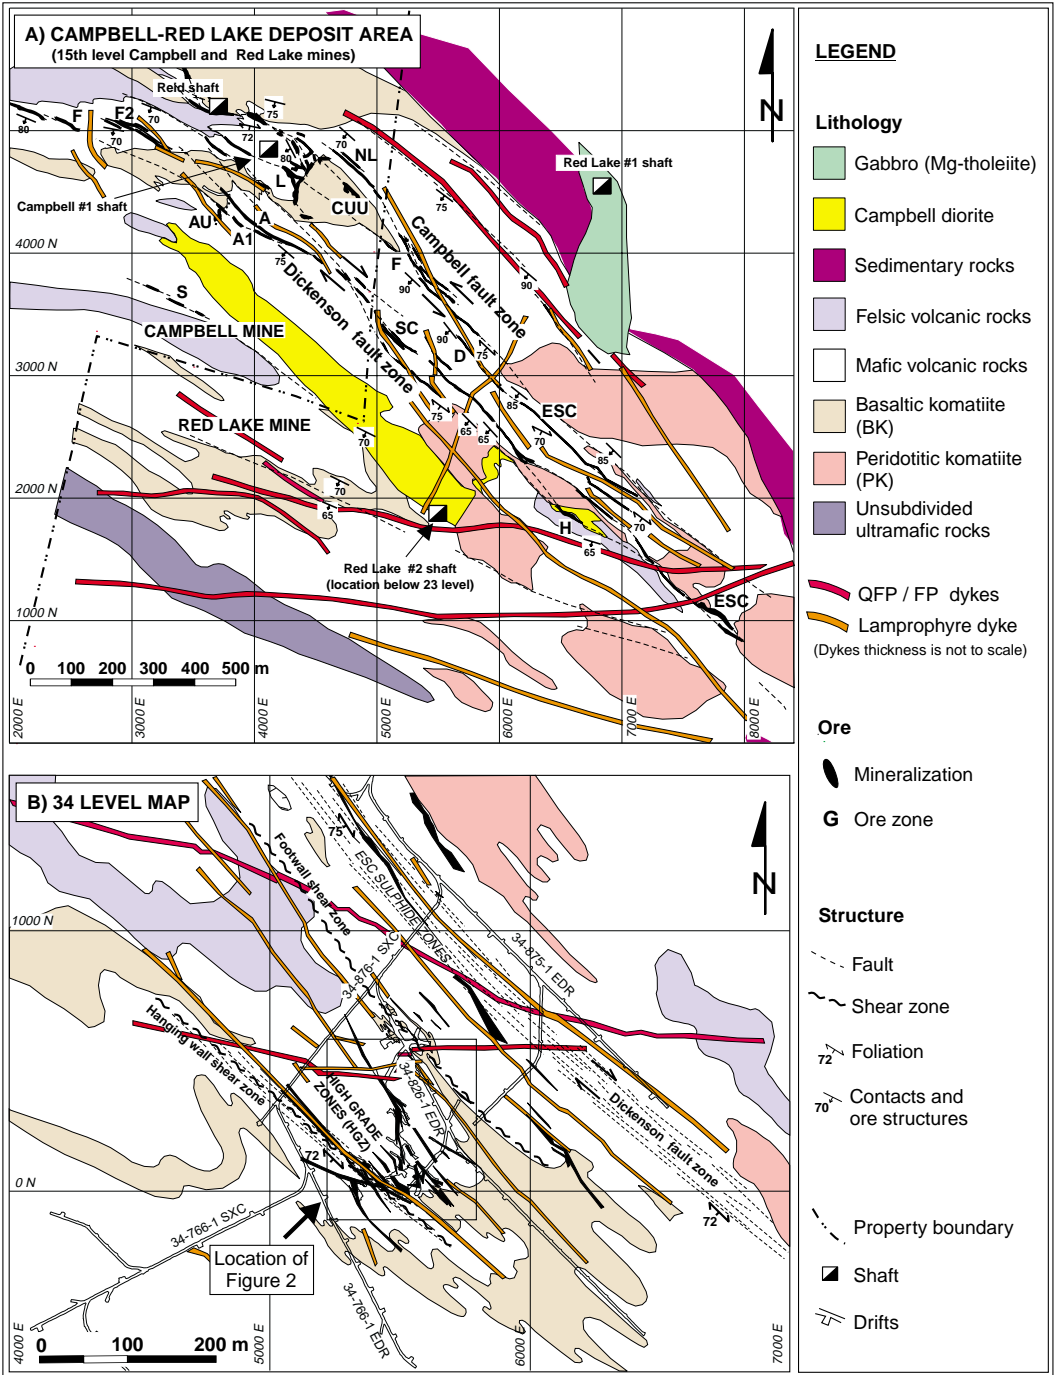 A) CAMPBELL-RED LAKE DEPOSIT AREA
(15th level Campbell and Red Lake mines)
N
Reid shaft
F
F2
70
80
70
72
75
80
70
NL
L
CUU
75
Campbell #1 shaft
AU
A
A1
75
Red Lake #1 shaft
4000 N
F
Campbell fault zone
90
90
S
Dickenson fault zone
CAMPBELL MINE
SC
90
D
75
3000 N
RED LAKE MINE
75
65
65
85
ESC
70
85
70
70
65
2000 N
H
70
65
Red Lake #2 shaft
(location below 23 level)
ESC
1000 N
0 100 200 300 400 500 m
2000 E
3000 E
4000 E
5000 E
6000 E
7000 E
8000 E
B) 34 LEVEL MAP
N
75
Footwall shear zone
ESC SULPHIDE ZONES
1000 N
34-876-1 SXC
34-875-1 EDR
Hanging wall shear zone
HIGH GRADE
ZONES (HGZ)
34-826-1 EDR
Dickenson fault zone
72
72
0 N
34-766-1 SXC
Location of
Figure 2
34-766-1 EDR
0 100 200 m
4000 E
5000 E
6000 E
7000 E
LEGEND
Lithology
Gabbro (Mg-tholeiite)
Campbell diorite
Sedimentary rocks
Felsic volcanic rocks
Mafic volcanic rocks
Basaltic komatiite
(BK)
Peridotitic komatiite
(PK)
Unsubdivided
ultramafic rocks
QFP / FP dykes
Lamprophyre dyke
(Dykes thickness is not to scale)
Ore
Mineralization
G Ore zone
Structure
Fault
Shear zone
72 Foliation
70 Contacts and
ore structures
Property boundary
Shaft
Drifts